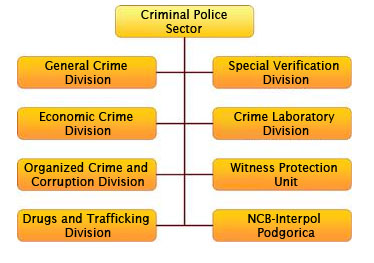 Criminal Police
Sector
General Crime
Division
Special Verification
Division
Economic Crime
Division
Crime Laboratory
Division
Organized Crime and
Corruption Division
Witness Protection
Unit
Drugs and Trafficking
Division
NCB-Interpol
Podgorica